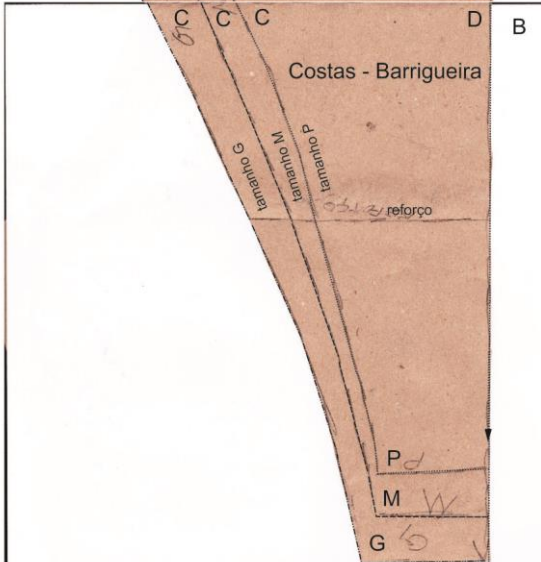 C C C D B
G
Costas - Barrigueira
tamanho G
tamanho M
tamanho P
reforço
P P
M M
G G